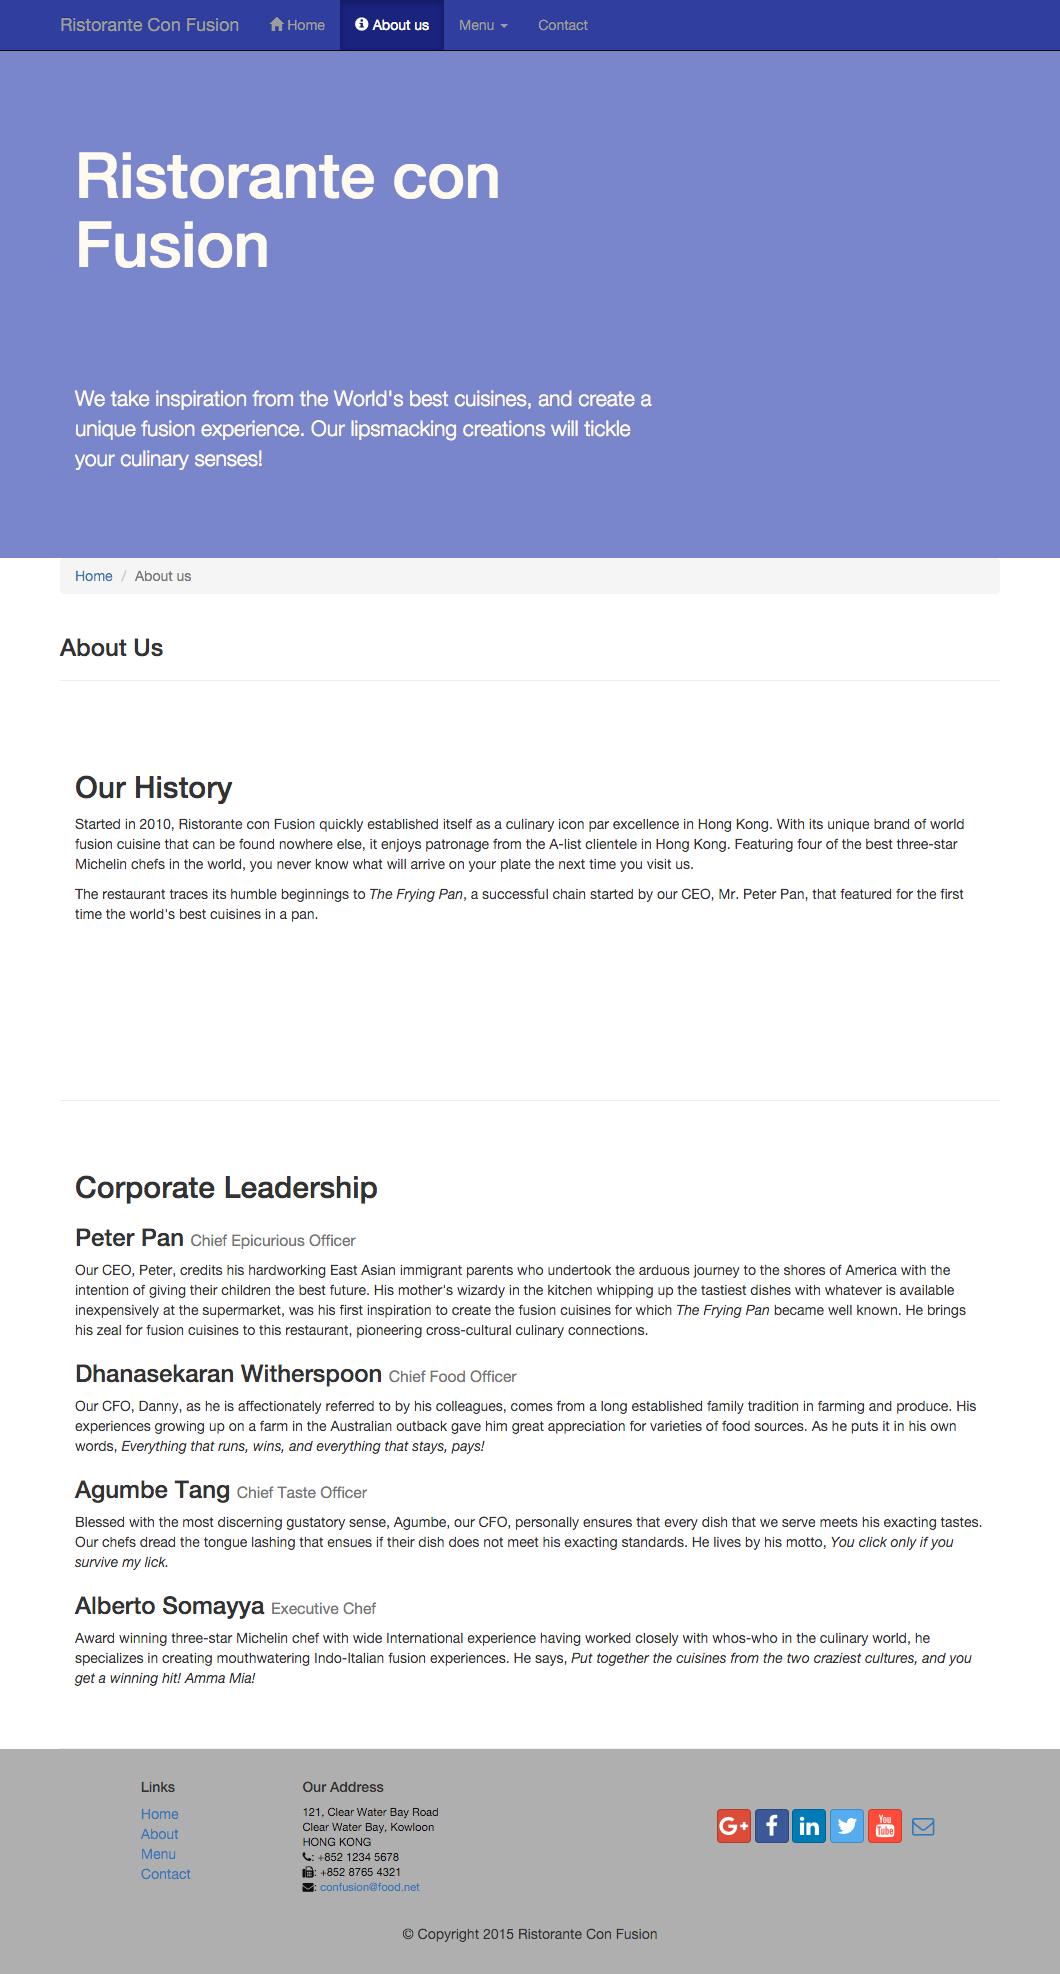 Ristorante Con Fusion Home About us Menu Contact
Ristorante con
Fusion
We take inspiration from the World's best cuisines, and create a
unique fusion experience. Our lipsmacking creations will tickle
your culinary senses!
Home / About us
About Us
Our History
Started in 2010, Ristorante con Fusion quickly established itself as a culinary icon par excellence in Hong Kong. With its unique brand of world
fusion cuisine that can be found nowhere else, it enjoys patronage from the A-list clientele in Hong Kong. Featuring four of the best three-star
Michelin chefs in the world, you never know what will arrive on your plate the next time you visit us.
The restaurant traces its humble beginnings to The Frying Pan, a successful chain started by our CEO, Mr. Peter Pan, that featured for the first
time the world's best cuisines in a pan.
Corporate Leadership
Peter Pan Chief Epicurious Officer
Our CEO, Peter, credits his hardworking East Asian immigrant parents who undertook the arduous journey to the shores of America with the
intention of giving their children the best future. His mother's wizardy in the kitchen whipping up the tastiest dishes with whatever is available
inexpensively at the supermarket, was his first inspiration to create the fusion cuisines for which The Frying Pan became well known. He brings
his zeal for fusion cuisines to this restaurant, pioneering cross-cultural culinary connections.
Dhanasekaran Witherspoon Chief Food Officer
Our CFO, Danny, as he is affectionately referred to by his colleagues, comes from a long established family tradition in farming and produce. His
experiences growing up on a farm in the Australian outback gave him great appreciation for varieties of food sources. As he puts it in his own
words, Everything that runs, wins, and everything that stays, pays!
Agumbe Tang Chief Taste Officer
Blessed with the most discerning gustatory sense, Agumbe, our CFO, personally ensures that every dish that we serve meets his exacting tastes.
Our chefs dread the tongue lashing that ensues if their dish does not meet his exacting standards. He lives by his motto, You click only if you
survive my lick.
Alberto Somayya Executive Chef
Award winning three-star Michelin chef with wide International experience having worked closely with whos-who in the culinary world, he
specializes in creating mouthwatering Indo-Italian fusion experiences. He says, Put together the cuisines from the two craziest cultures, and you
get a winning hit! Amma Mia!
Links
Home
About
Menu
Contact
Our Address
121, Clear Water Bay Road
Clear Water Bay, Kowloon
HONG KONG
: +852 1234 5678
: +852 8765 4321
: confusion@food.net
G+ f in You Tube
© Copyright 2015 Ristorante Con Fusion